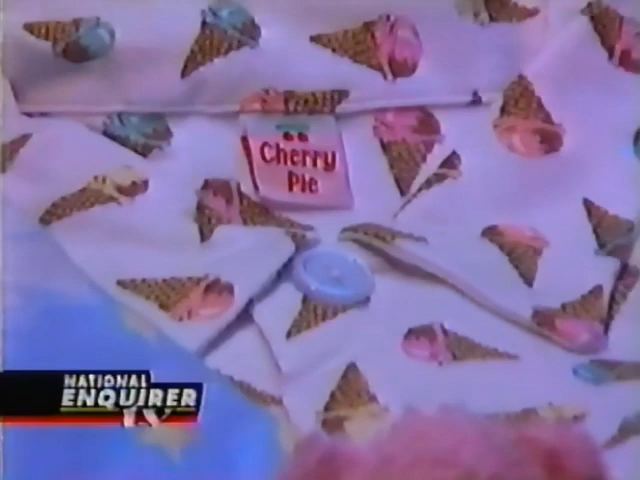 Cherry
Pie
NATIONAL
ENQUIRER
TV